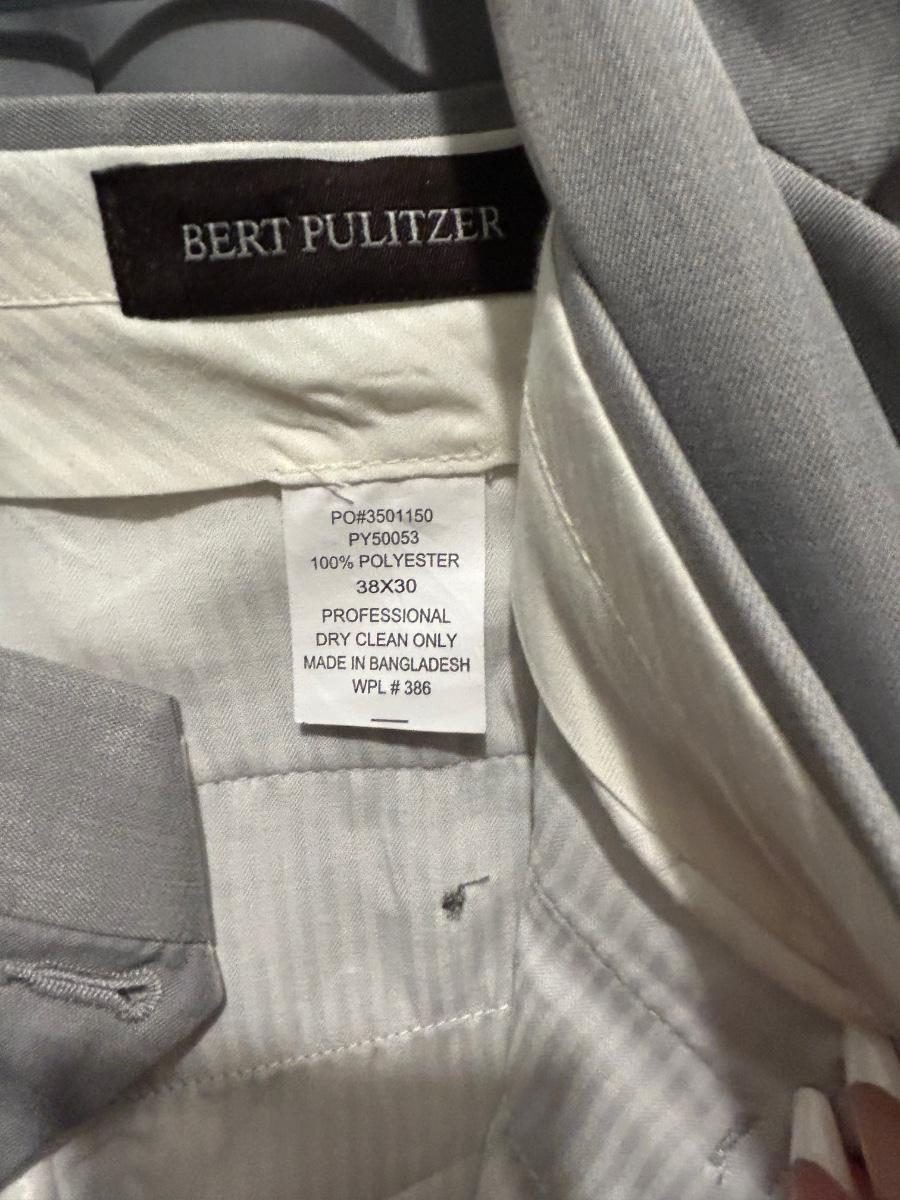 BERT PULITZER
PO#3501150
PY50053
100% POLYESTER
38X30
PROFESSIONAL
DRY CLEAN ONLY
MADE IN BANGLADESH
WPL # 386